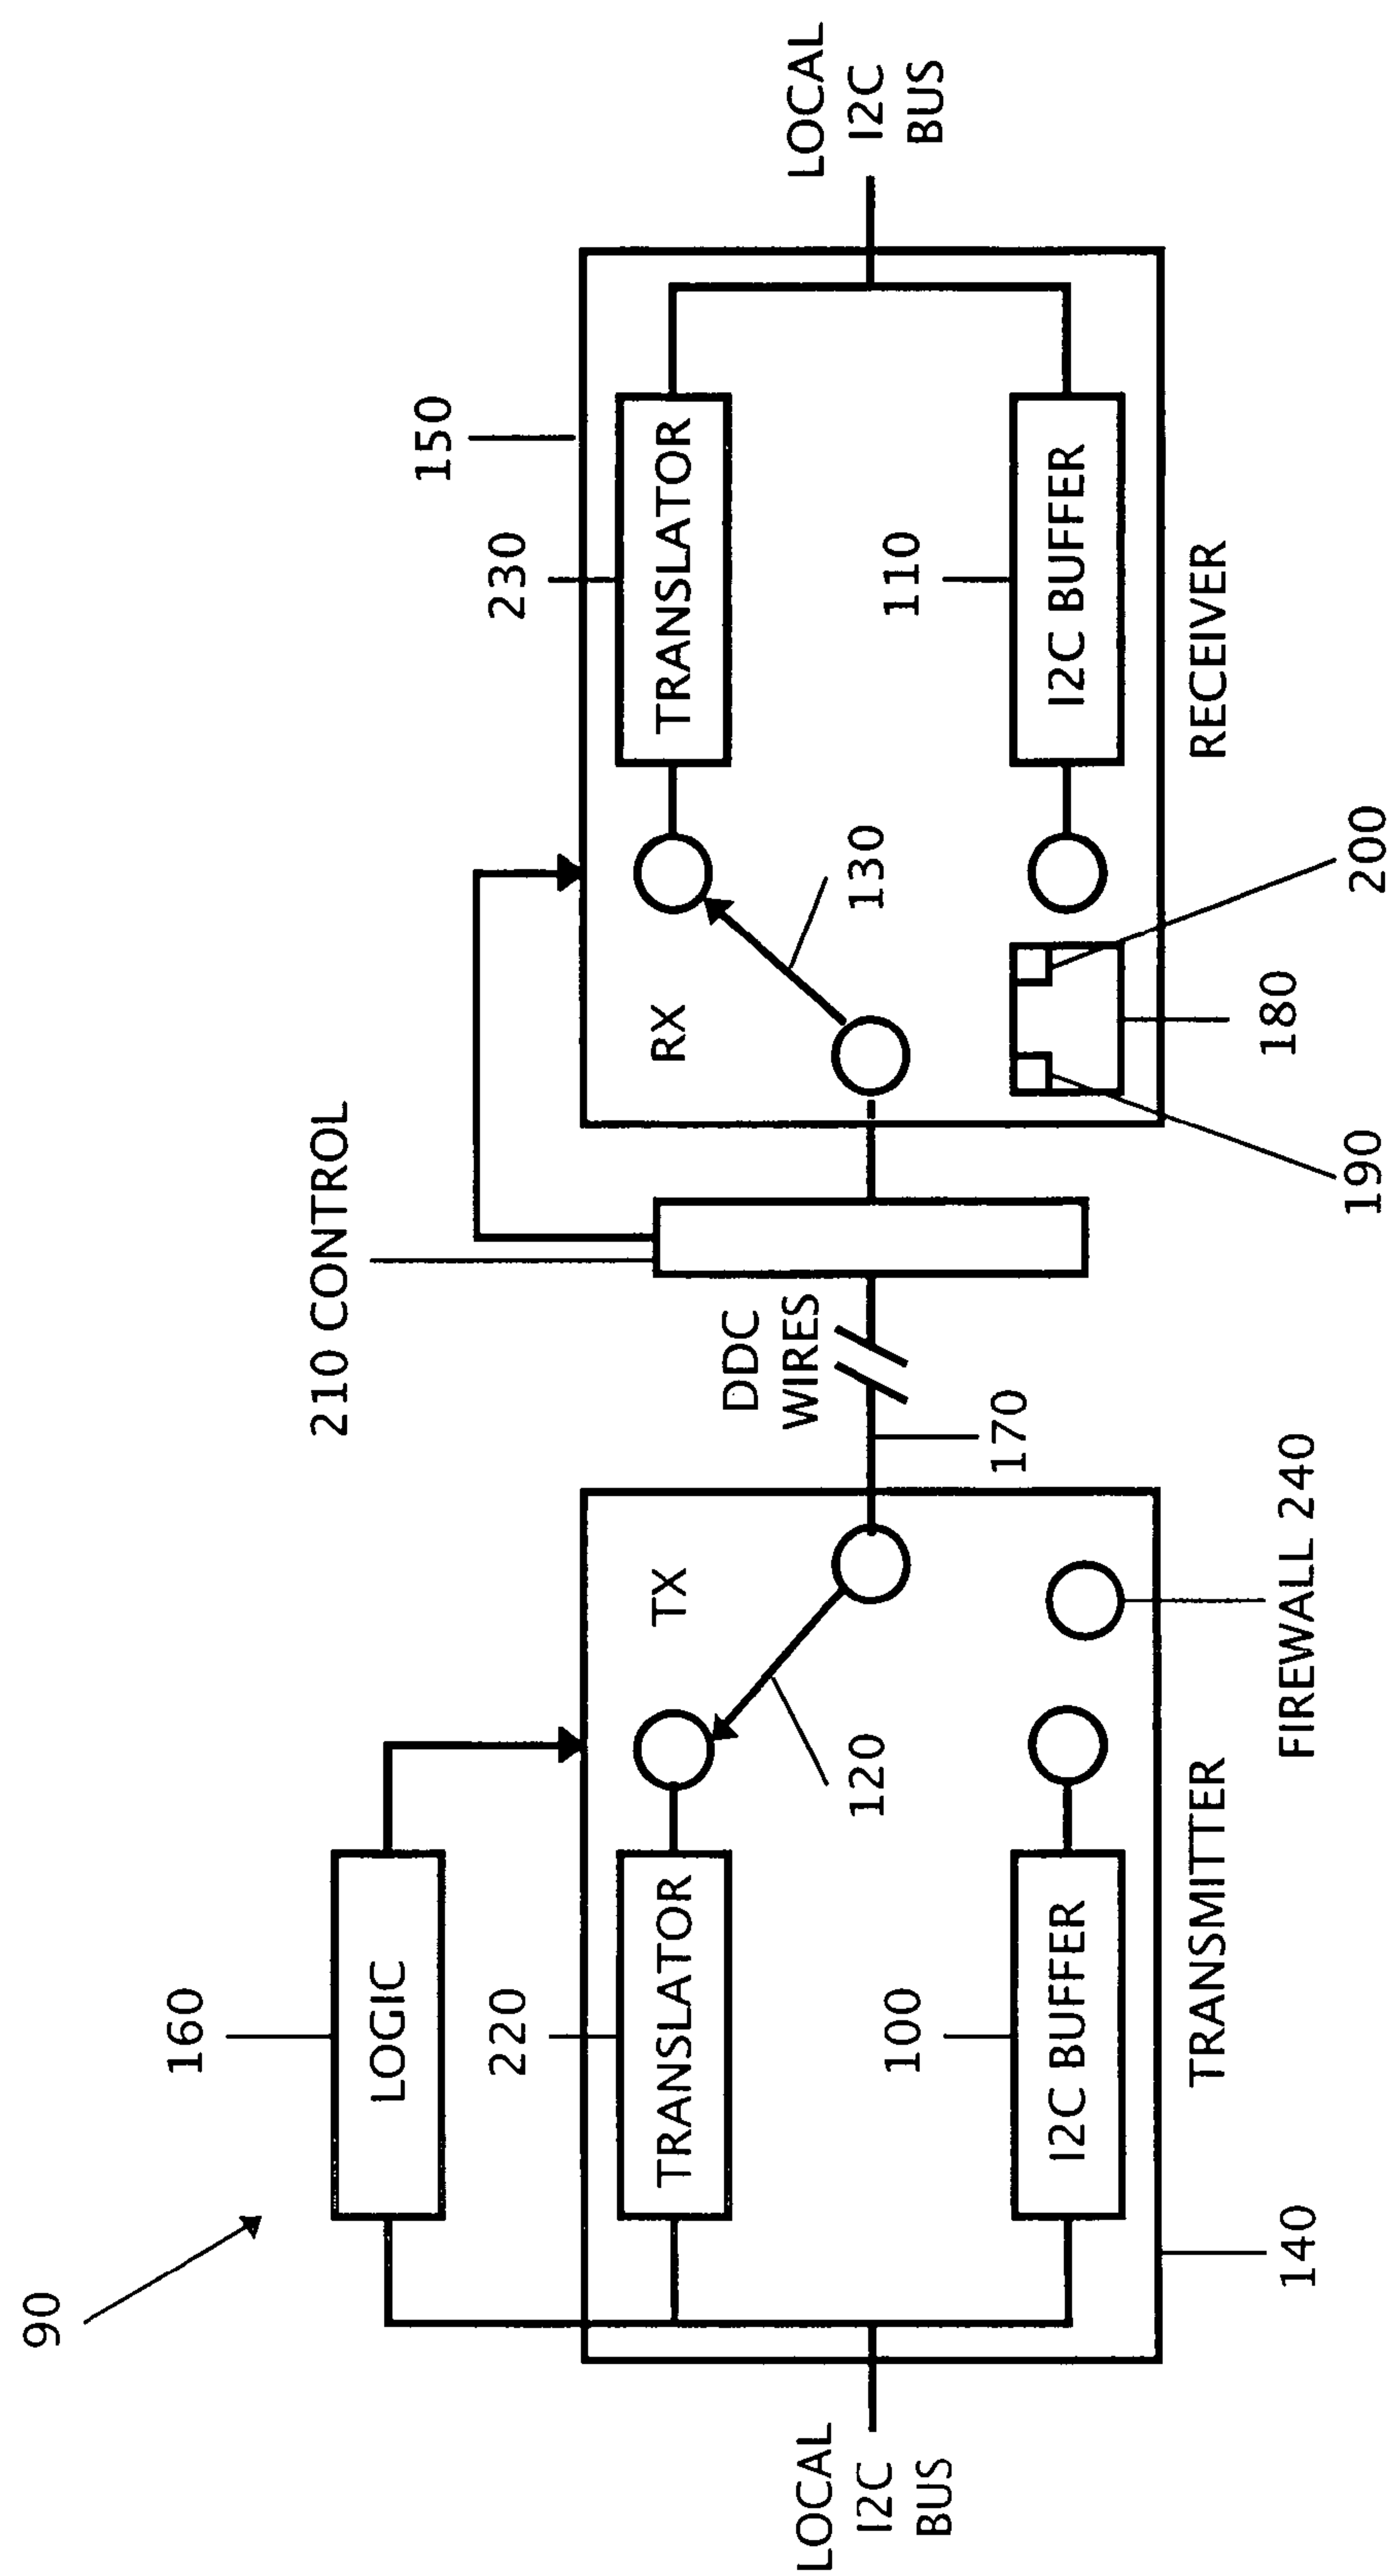 90
160
LOGIC
220
TRANSLATOR
100
I2C BUFFER
LOCAL
I2C
BUS
140
TRANSMITTER
TX
120
FIREWALL 240
170
DDC
WIRES
210 CONTROL
RX
130
190
180
200
150
230
TRANSLATOR
110
I2C BUFFER
RECEIVER
LOCAL
I2C
BUS